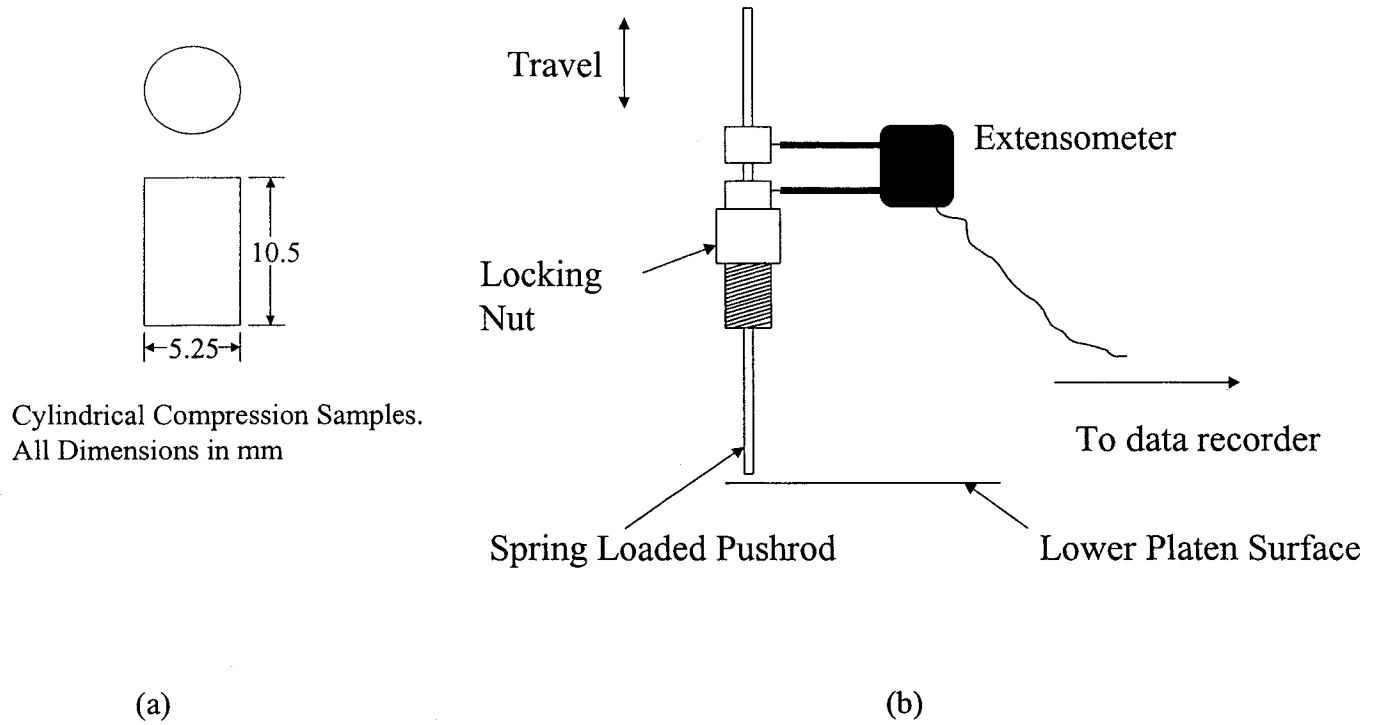 10.5
5.25
Cylindrical Compression Samples.
All Dimensions in mm
(a)
Travel
Extensometer
Locking
Nut
To data recorder
Spring Loaded Pushrod
Lower Platen Surface
(b)